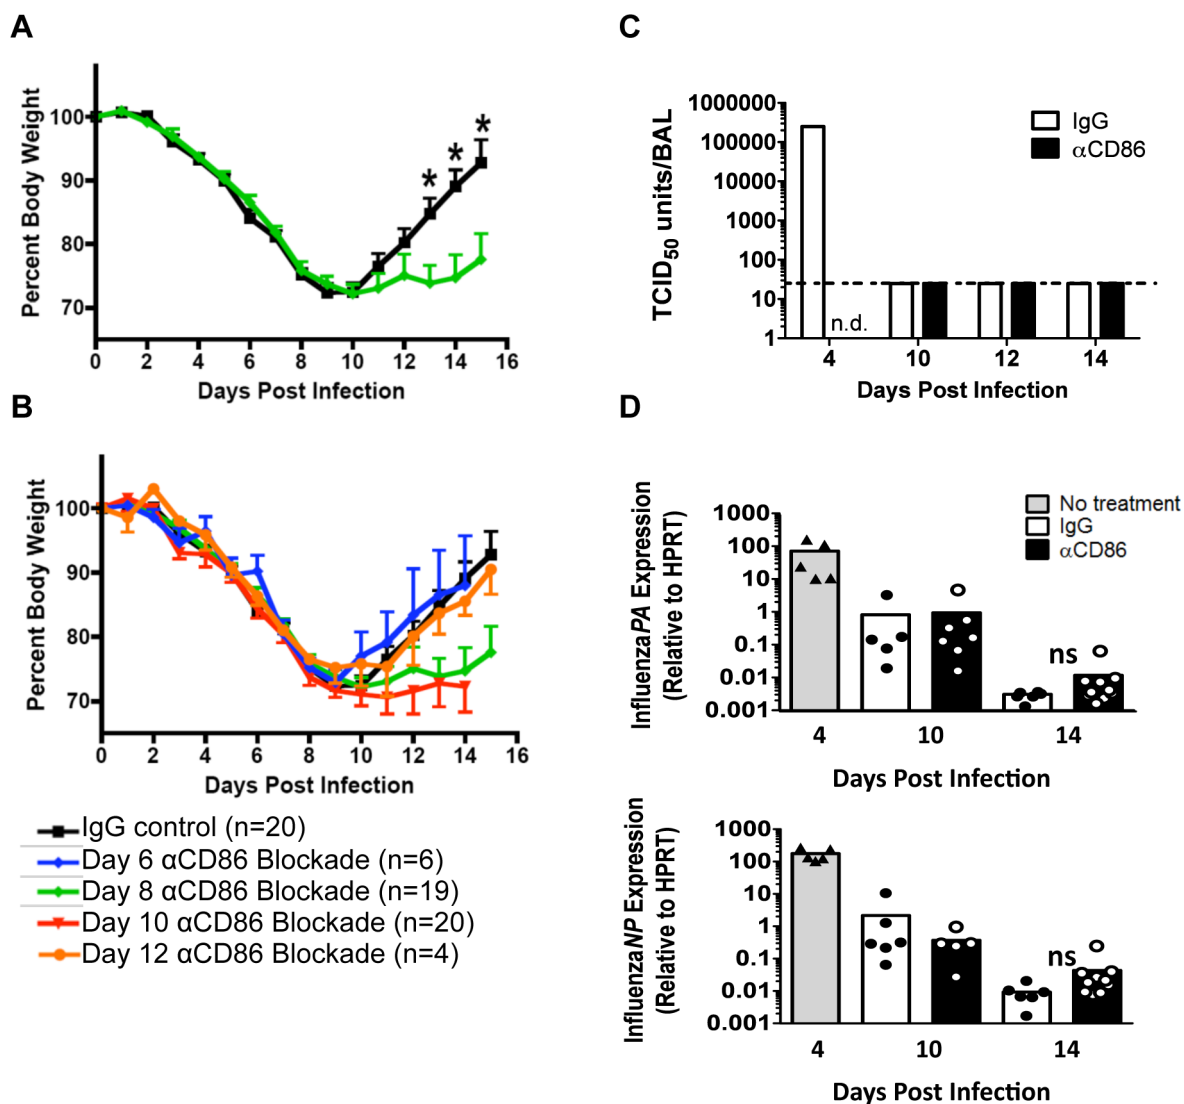 A
Percent Body Weight
100
90
80
70
*
*
*
0 2 4 6 8 10 12 14 16
Days Post Infection
B
Percent Body Weight
100
90
80
70
0 2 4 6 8 10 12 14 16
Days Post Infection
IgG control (n=20)
Day 6 αCD86 Blockade (n=6)
Day 8 αCD86 Blockade (n=19)
Day 10 αCD86 Blockade (n=20)
Day 12 αCD86 Blockade (n=4)
C
TCID50 units/BAL
1000000
100000
10000
1000
100
10
1
IgG
αCD86
n.d.
4 10 12 14
Days Post Infection
D
InfluenzaPA Expression
(Relative to HPRT)
No treatment
IgG
αCD86
1000
100
10
1
0.1
0.01
0.001
ns
4 10 14
Days Post Infection
InfluenzaNP Expression
(Relative to HPRT)
1000
100
10
1
0.1
0.01
0.001
ns
4 10 14
Days Post Infection